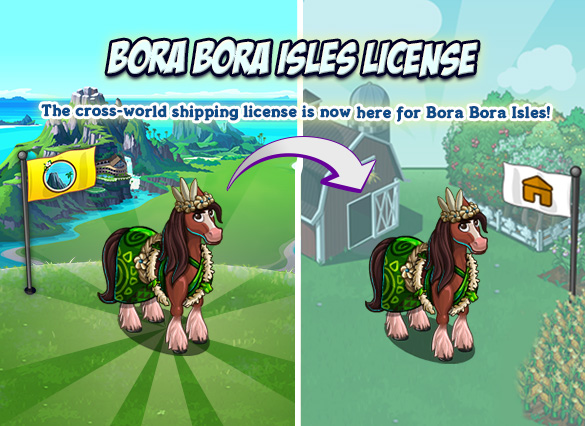 BORA BORA ISLES LICENSE
The cross-world shipping license is now here for Bora Bora Isles!